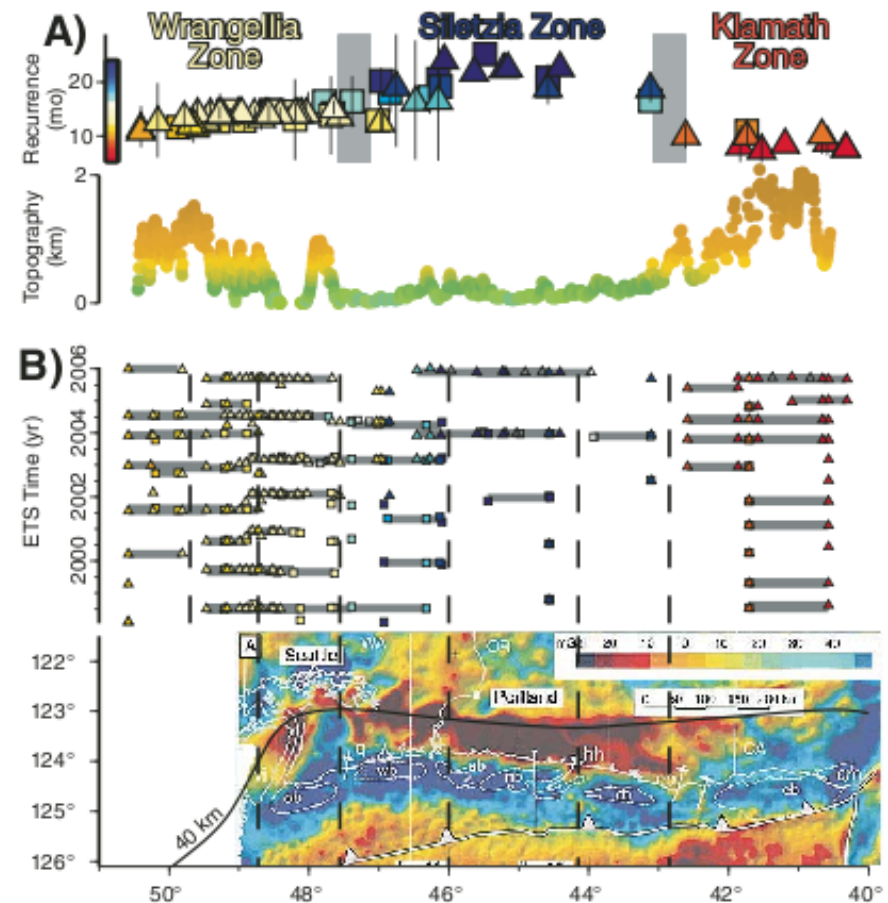 A)
Wrangellia
Zone
Siletzia Zone
Klamath
Zone
Recurrence
(mo)
20
10
Topography
(km)
2
0
B)
ETS Time (yr)
2006
2004
2002
2000
122°
123°
124°
125°
126°
A
Seattle
Portland
40 km
hh
50°
48°
46°
44°
42°
40°